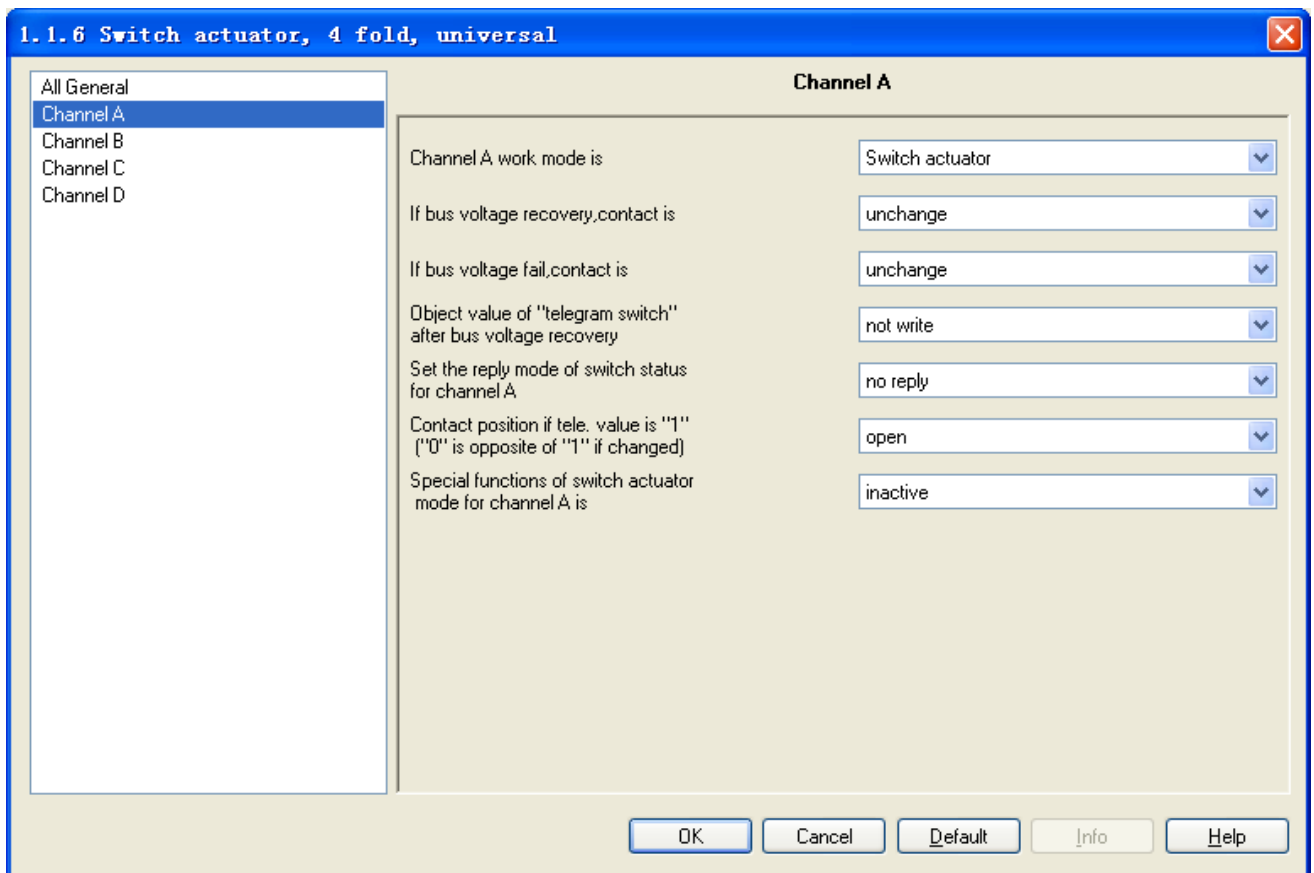 1.1.6 Switch actuator, 4 fold, universal
All General
Channel A
Channel B
Channel C
Channel D
Channel A
Channel A work mode is
Switch actuator
If bus voltage recovery,contact is
unchange
If bus voltage fail,contact is
unchange
Object value of "telegram switch"
after bus voltage recovery
not write
Set the reply mode of switch status
for channel A
no reply
Contact position if tele. value is "1"
("0" is opposite of "1" if changed)
open
Special functions of switch actuator
mode for channel A is
inactive
OK
Cancel
Default
Info
Help